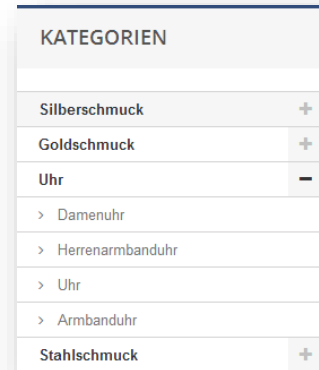 KATEGORIEN
Silberschmuck
Goldschmuck
Uhr
Damenuhr
Herrenarmbanduhr
Uhr
Armbanduhr
Stahlschmuck